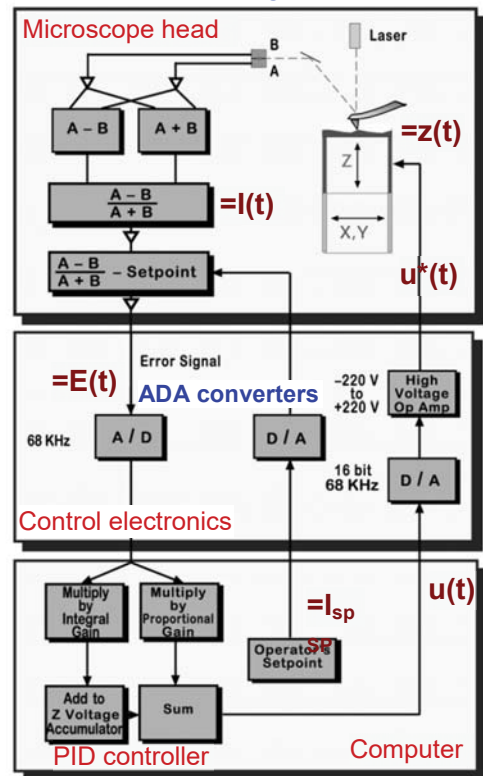 Microscope head
B
A
Laser
A – B
A + B
=z(t)
Z
X,Y
A – B
A + B
=I(t)
A – B
A + B
– Setpoint
u*(t)
=E(t)
Error Signal
ADA converters
–220 V
to
+220 V
High
Voltage
Op Amp
68 KHz
A / D
D / A
16 bit
68 KHz
D / A
Control electronics
Multiply
by
Integral
Gain
Multiply
by
Proportional
Gain
=Isp
sp
Operator's
Setpoint
u(t)
Add to
Z Voltage
Accumulator
Sum
PID controller
Computer